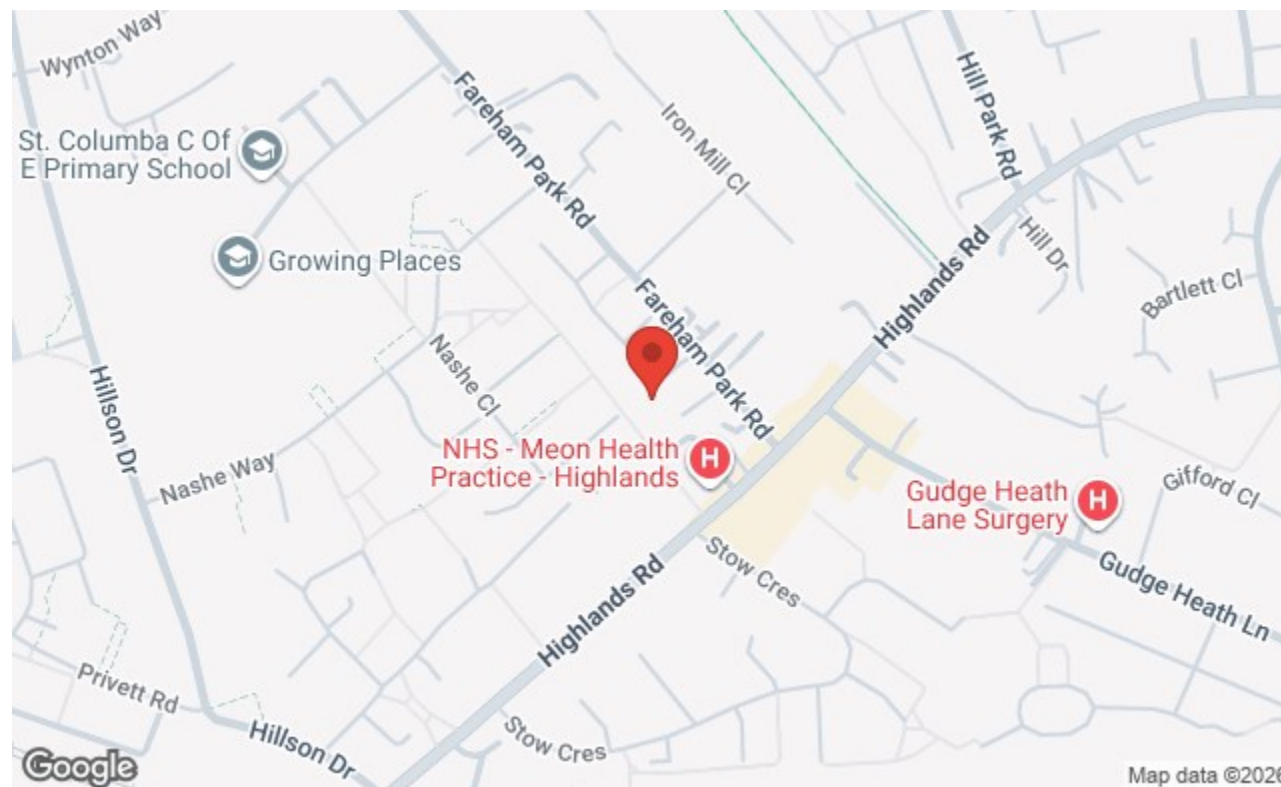 Wynton Way
St. Columba C Of
E Primary School
Growing Places
Fareham Park Rd
Iron Mill Cl
Hill Park Rd
Hill Dr
Highlands Rd
Bartlett Cl
Fareham Park Rd
Nashe Cl
Hillson Dr
Nashe Way
NHS - Meon Health
Practice - Highlands
Gudge Heath
Lane Surgery
Gifford Cl
Stow Cres
Gudge Heath Ln
Highlands Rd
Privett Rd
Hillson Dr
Stow Cres
Google
Map data ©2026
H
H